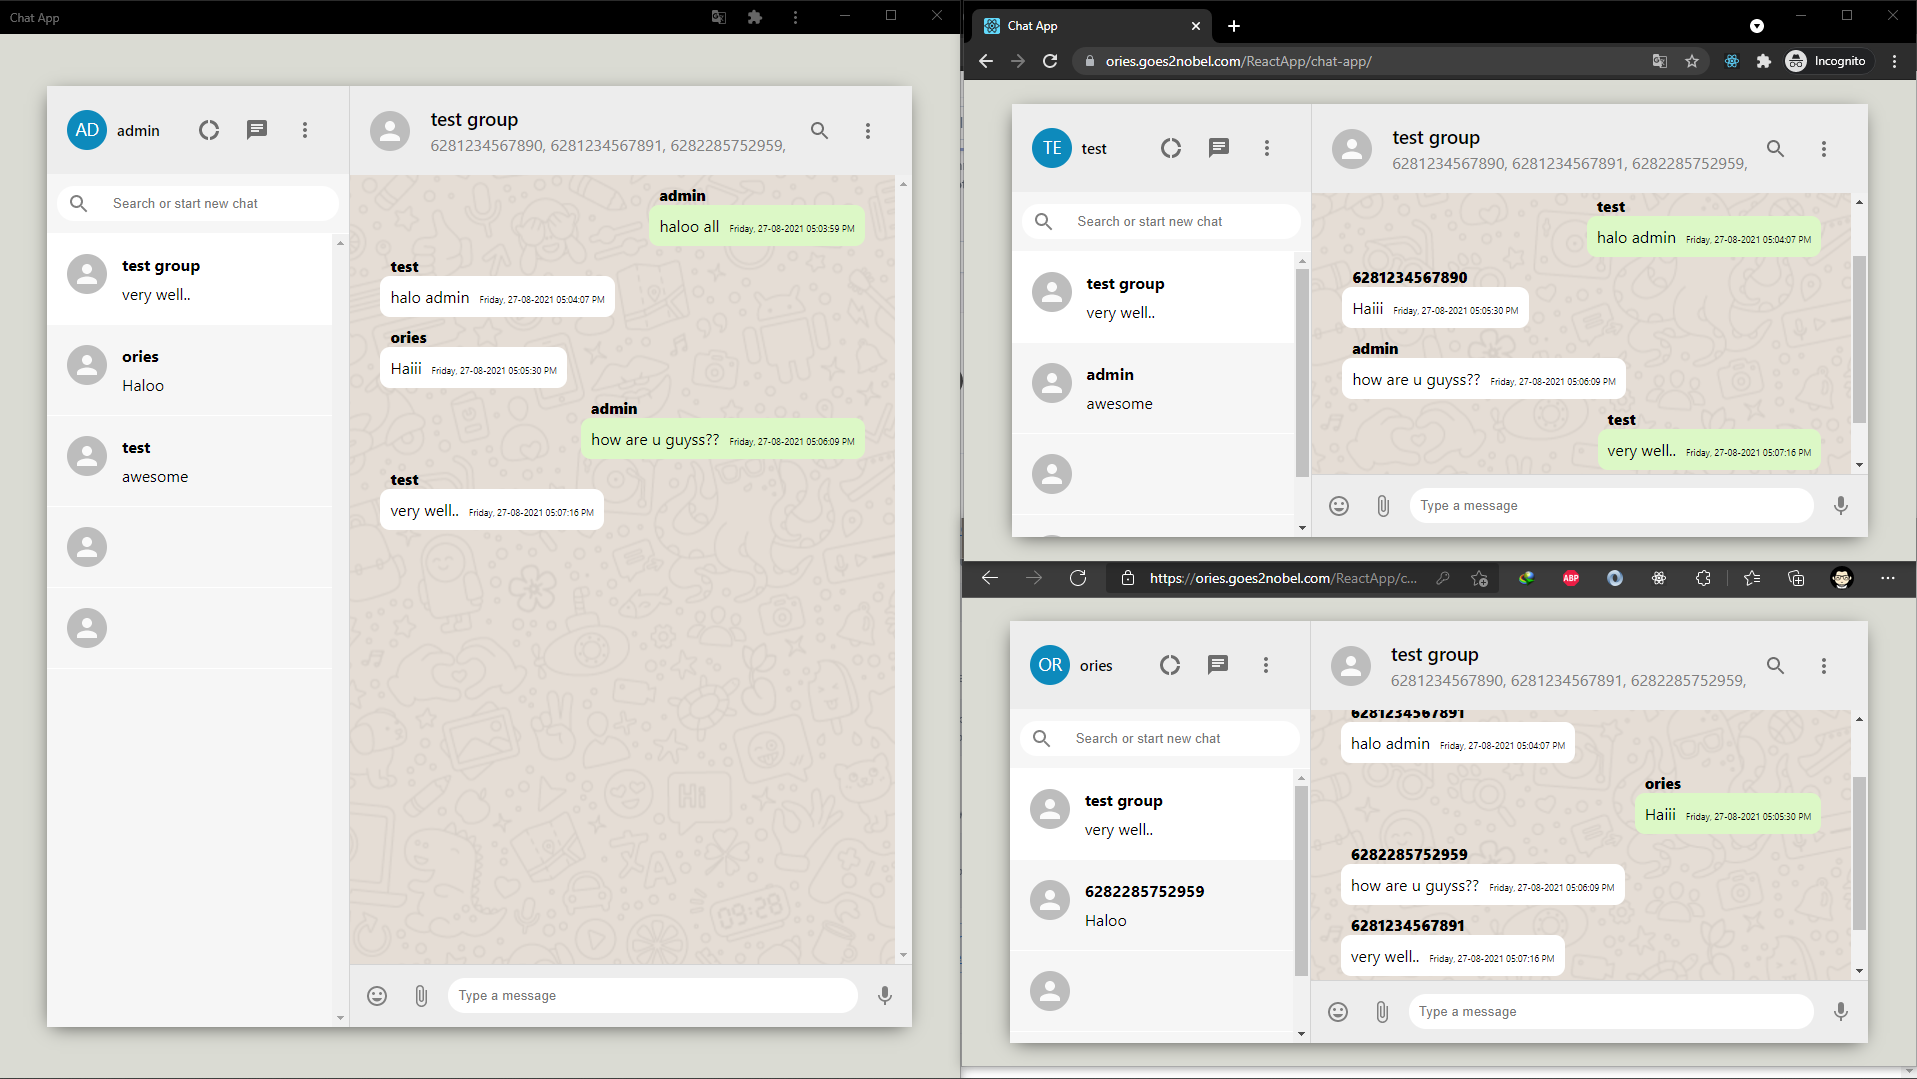 Chat App
AD
admin
test group
6281234567890, 6281234567891, 6282285752959,
Search or start new chat
test group
very well..
ories
Haloo
test
awesome
admin
haloo all Friday, 27-08-2021 05:03:59 PM
test
halo admin Friday, 27-08-2021 05:04:07 PM
ories
Haiii Friday, 27-08-2021 05:05:30 PM
admin
how are u guyss?? Friday, 27-08-2021 05:06:09 PM
test
very well.. Friday, 27-08-2021 05:07:16 PM
Hi
09:28
Type a message
Chat App
ories.goes2nobel.com/ReactApp/chat-app/
Incognito
TE
test
test group
6281234567890, 6281234567891, 6282285752959,
Search or start new chat
test group
very well..
admin
awesome
test
halo admin Friday, 27-08-2021 05:04:07 PM
6281234567890
Haiii Friday, 27-08-2021 05:05:30 PM
admin
how are u guyss?? Friday, 27-08-2021 05:06:09 PM
test
very well.. Friday, 27-08-2021 05:07:16 PM
Type a message
https://ories.goes2nobel.com/ReactApp/c...
ABP
OR
ories
test group
6281234567890, 6281234567891, 6282285752959,
Search or start new chat
test group
very well..
6282285752959
Haloo
6281234567891
halo admin Friday, 27-08-2021 05:04:07 PM
ories
Haiii Friday, 27-08-2021 05:05:30 PM
6282285752959
how are u guyss?? Friday, 27-08-2021 05:06:09 PM
6281234567891
very well.. Friday, 27-08-2021 05:07:16 PM
Type a message